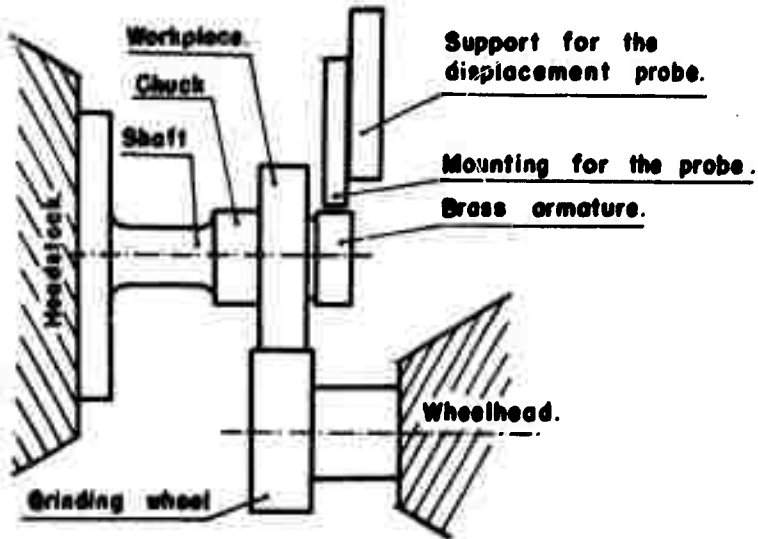 Workpiece.
Chuck
Shaft
Headstock.
Support for the
displacement probe.
Mounting for the probe.
Brass armature.
Wheelhead.
Grinding wheel